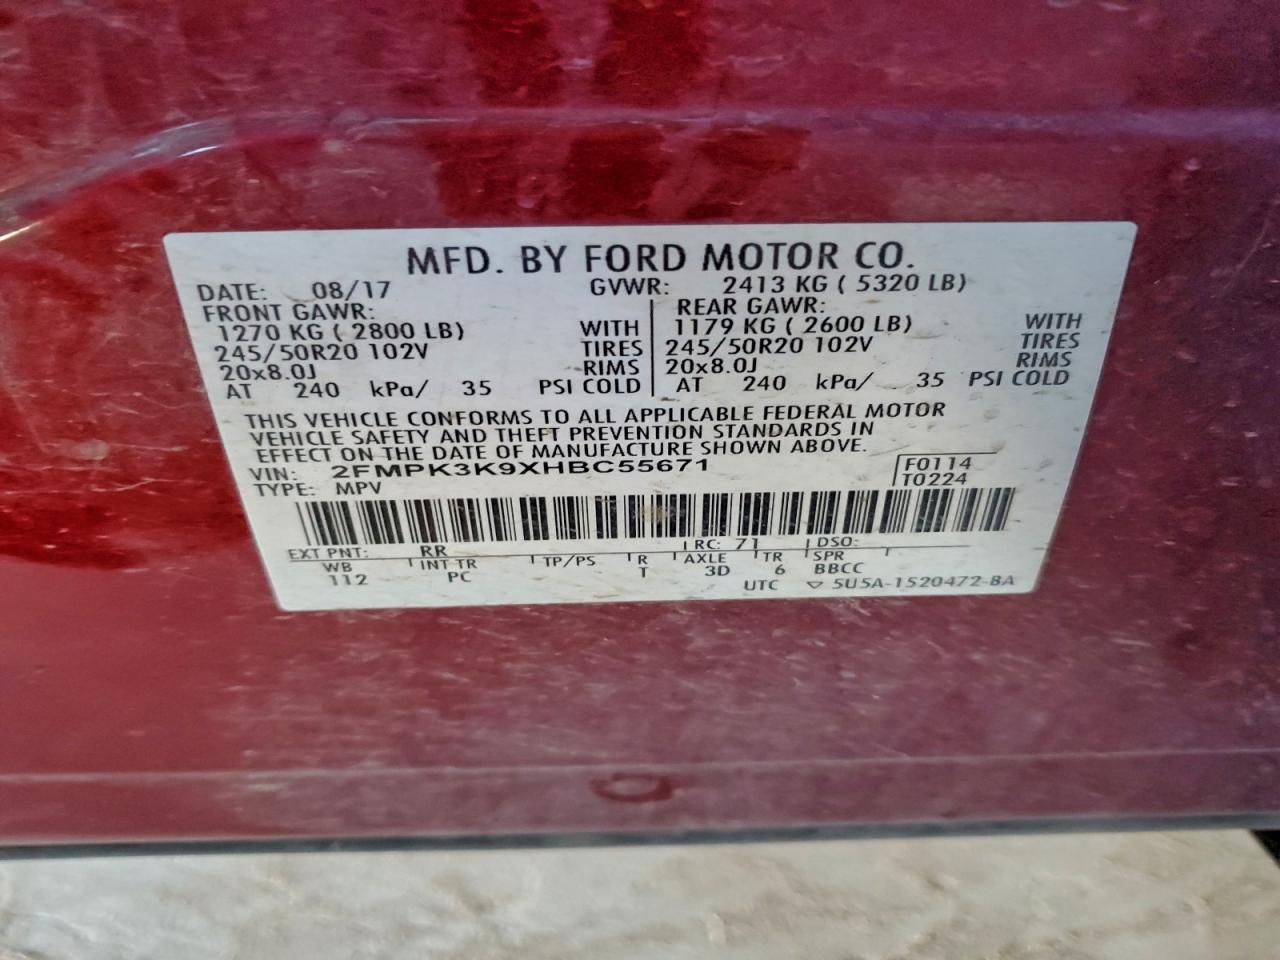 MFD. BY FORD MOTOR CO.
DATE: 08/17 GVWR: 2413 KG ( 5320 LB)
FRONT GAWR: REAR GAWR:
1270 KG ( 2800 LB) WITH 1179 KG ( 2600 LB) WITH
245/50R20 102V TIRES 245/50R20 102V TIRES
20x8.0J RIMS 20x8.0J RIMS
AT 240 kPa/ 35 PSI COLD AT 240 kPa/ 35 PSI COLD
THIS VEHICLE CONFORMS TO ALL APPLICABLE FEDERAL MOTOR
VEHICLE SAFETY AND THEFT PREVENTION STANDARDS IN
EFFECT ON THE DATE OF MANUFACTURE SHOWN ABOVE.
VIN: 2FMPK3K9XHBC55671 F0114
TYPE: MPV T0224
EXT PNT: RR RC: 71 DSO:
WB INT TR TP/PS R AXLE TR SPR
112 PC T 3D 6 BBCC
UTC ▽ 5U5A-1520472-BA